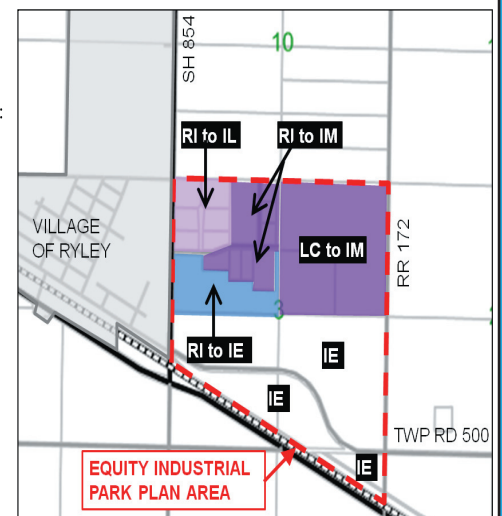 :
SH 854
10
RI to IL
RI to IM
VILLAGE
OF RYLEY
LC to IM
RR 172
3
RI to IE
IE
IE
TWP RD 500
EQUITY INDUSTRIAL
PARK PLAN AREA
IE